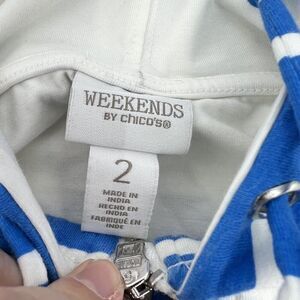 WEEKENDS
BY CHICO'S®
2
MADE IN
INDIA
HECHO EN
INDIA
FABRIQUÉ EN
INDE